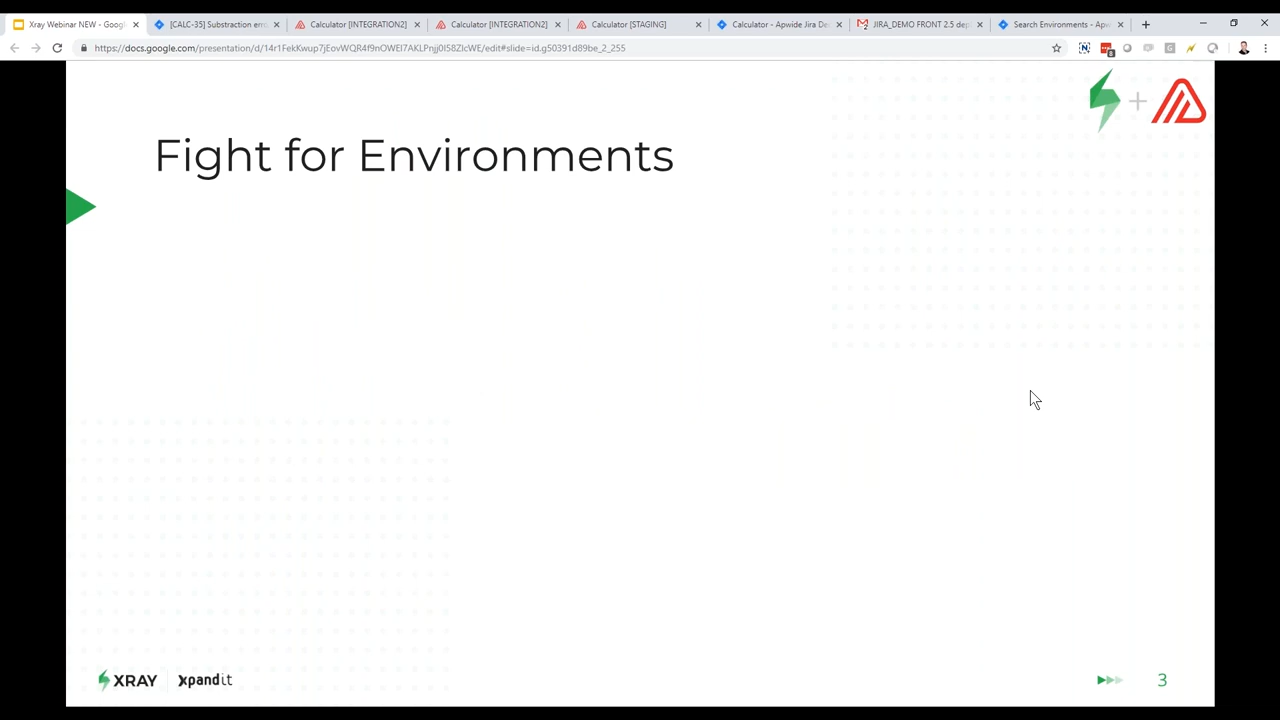 Xray Webinar NEW - Googl
[CALC-35] Substraction ens
Calculator [INTEGRATION2]
Calculator [INTEGRATION2]
Calculator [STAGING]
Calculator - Apwide Jira De
JIRA_DEMO FRONT 2.5 dep
Search Environments - Apw
https://docs.google.com/presentation/d/14r1FekKwup7jEovWQR4f9nOWEl7AKLPnjj0I58ZIcWE/edit#slide=id.g50391d89be_2_255
Fight for Environments
XRAY
xpandit
3